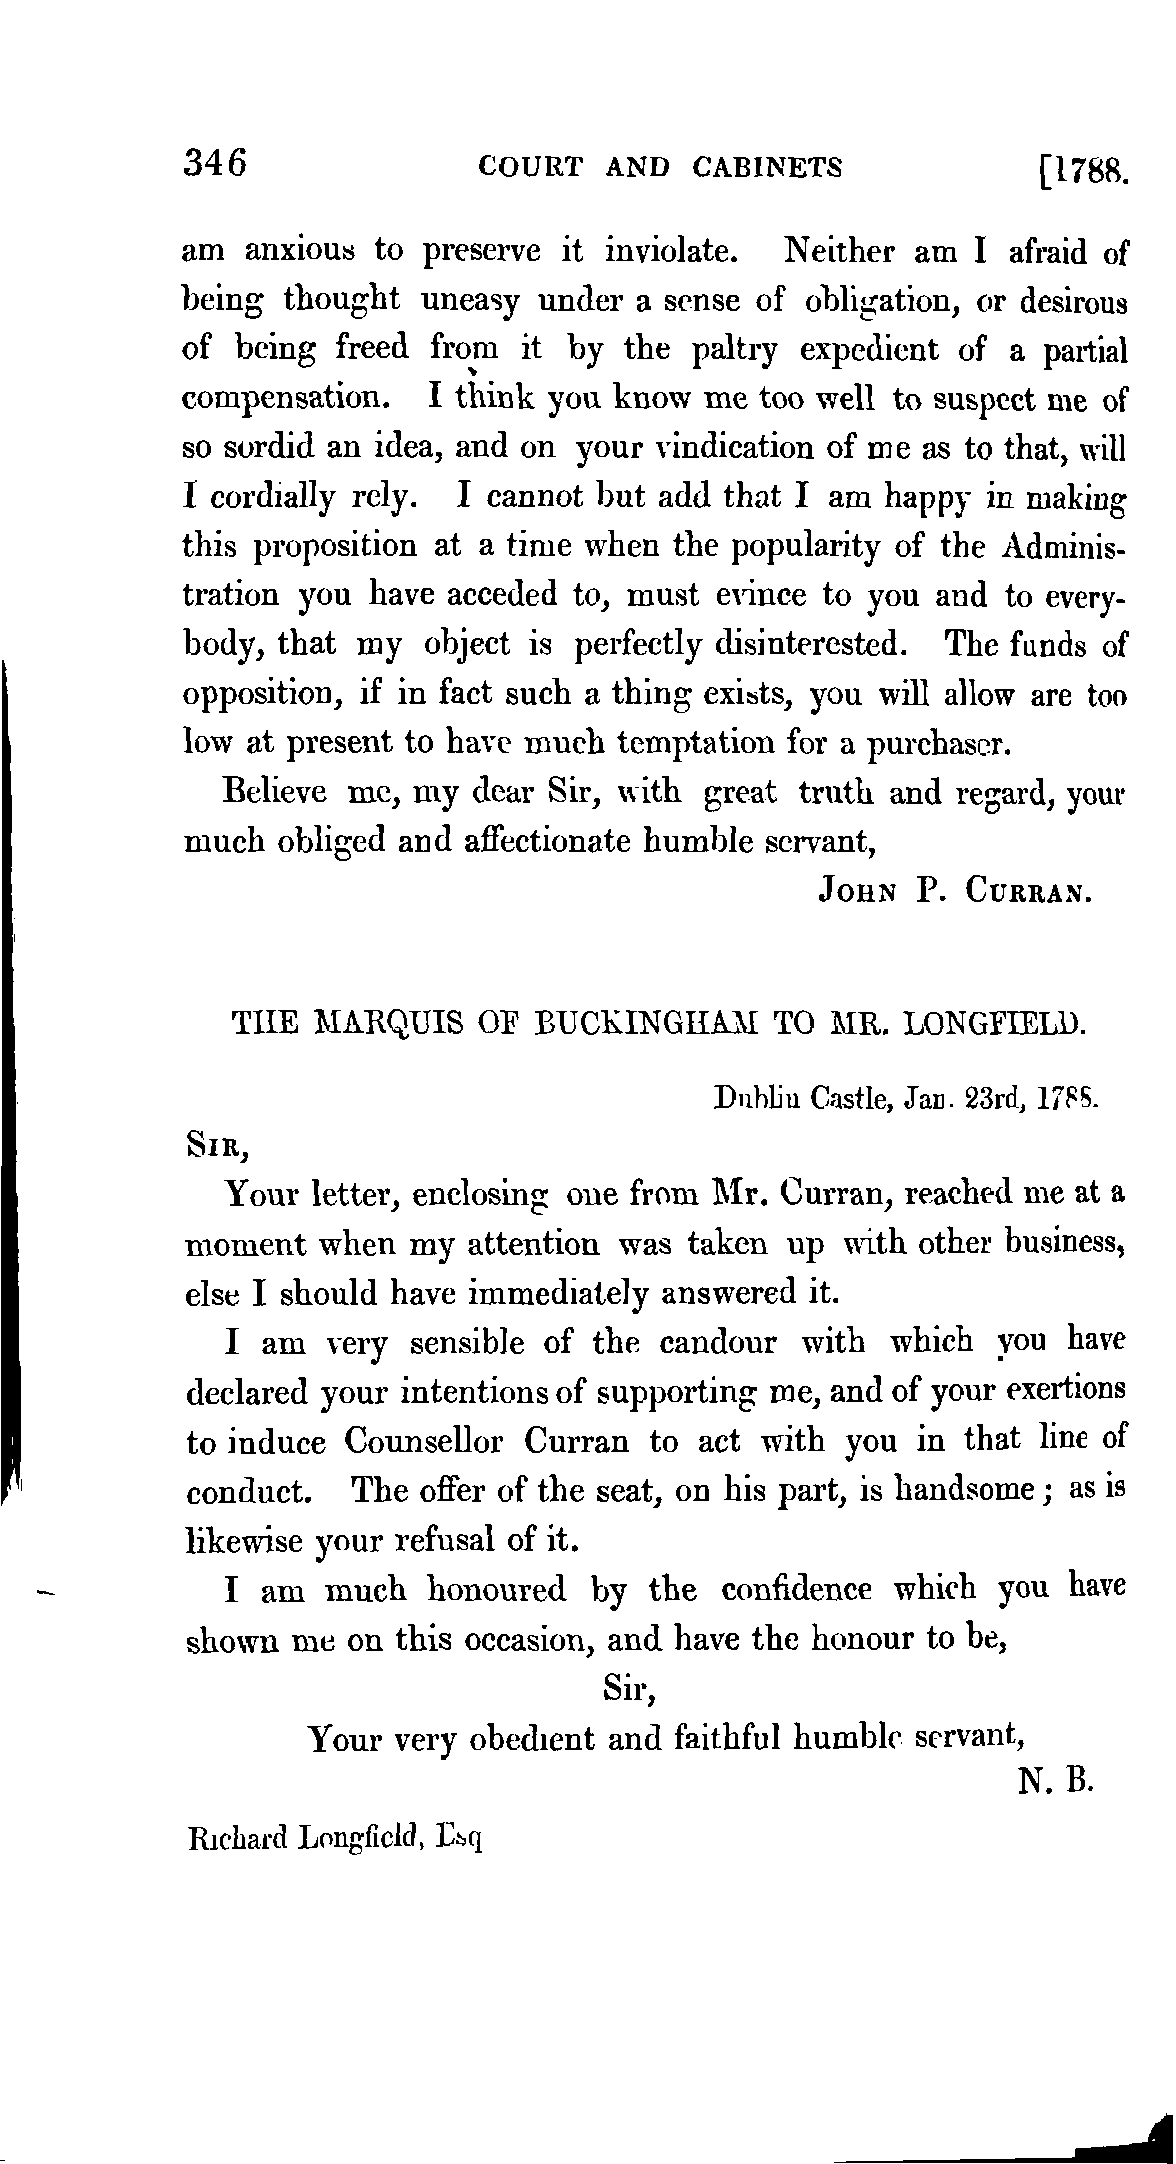 346 COURT AND CABINETS [1788.
am anxious to preserve it inviolate. Neither am I afraid of
being thought uneasy under a sense of obligation, or desirous
of being freed from it by the paltry expedient of a partial
compensation. I think you know me too well to suspect me of
so sordid an idea, and on your vindication of me as to that, will
I cordially rely. I cannot but add that I am happy in making
this proposition at a time when the popularity of the Adminis-
tration you have acceded to, must evince to you and to every-
body, that my object is perfectly disinterested. The funds of
opposition, if in fact such a thing exists, you will allow are too
low at present to have much temptation for a purchaser.
Believe me, my dear Sir, with great truth and regard, your
much obliged and affectionate humble servant,
JOHN P. CURRAN.
THE MARQUIS OF BUCKINGHAM TO MR. LONGFIELD.
Dublin Castle, Jan. 23rd, 1788.
SIR,
Your letter, enclosing one from Mr. Curran, reached me at a
moment when my attention was taken up with other business,
else I should have immediately answered it.
I am very sensible of the candour with which you have
declared your intentions of supporting me, and of your exertions
to induce Counsellor Curran to act with you in that line of
conduct. The offer of the seat, on his part, is handsome; as is
likewise your refusal of it.
I am much honoured by the confidence which you have
shown me on this occasion, and have the honour to be,
Sir,
Your very obedient and faithful humble servant,
N. B.
Richard Longfield, Esq